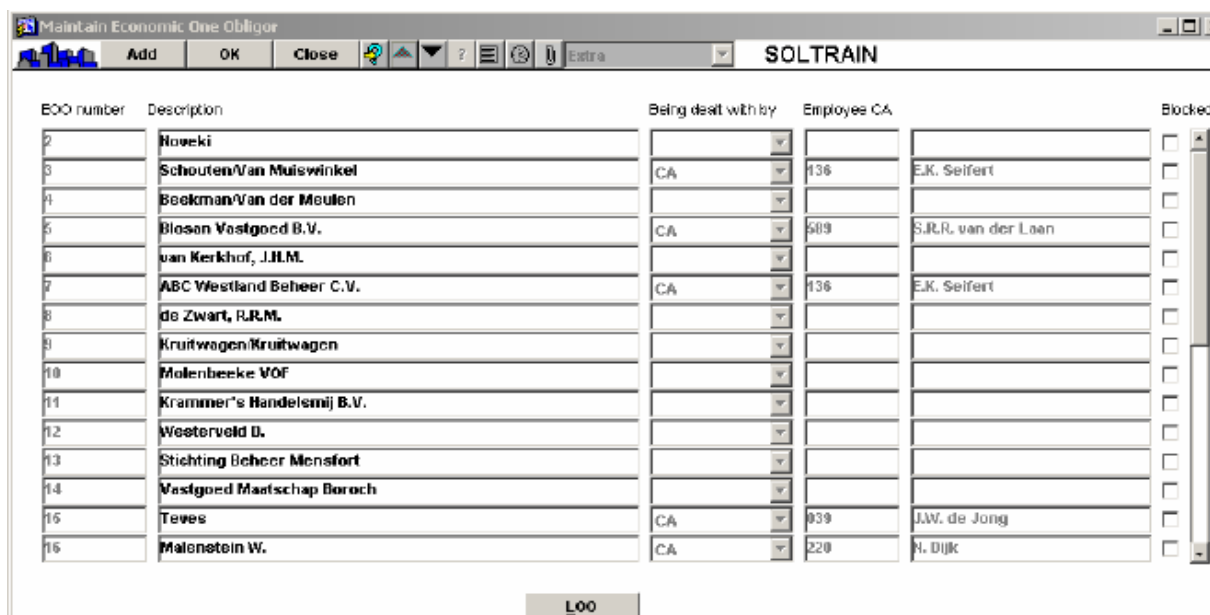 Maintain Economic One Obligor
Add OK Close ? Extra SOLTRAIN
EOO number Description Being dealt with by Employee CA Blocked
2 Noveki
3 Schouten/Van Muiswinkel CA 136 E.K. Seifert
4 Beekman/Van der Meulen
5 Blosan Vastgoed B.V. CA 589 S.R.R. van der Laan
6 van Kerkhof, J.H.M.
7 ABC Westland Beheer C.V. CA 136 E.K. Seifert
8 de Zwart, R.R.M.
9 Kruitwagen/Kruitwagen
10 Molenbeeke VOF
11 Krammer's Handelsmij B.V.
12 Westerveld D.
13 Stichting Beheer Mensfort
14 Vastgoed Maatschap Boroch
15 Teves CA 039 J.W. de Jong
16 Malenstein W. CA 220 N. Dijk
LOO